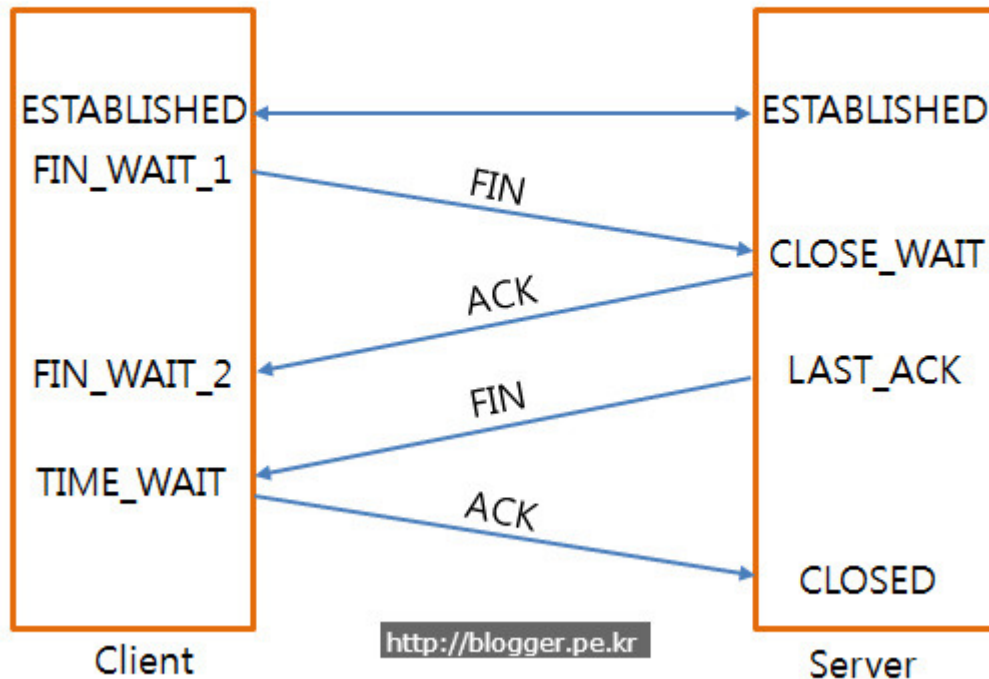 ESTABLISHED
ESTABLISHED
FIN_WAIT_1
FIN
CLOSE_WAIT
ACK
FIN_WAIT_2
LAST_ACK
FIN
TIME_WAIT
ACK
CLOSED
http://blogger.pe.kr
Client
Server